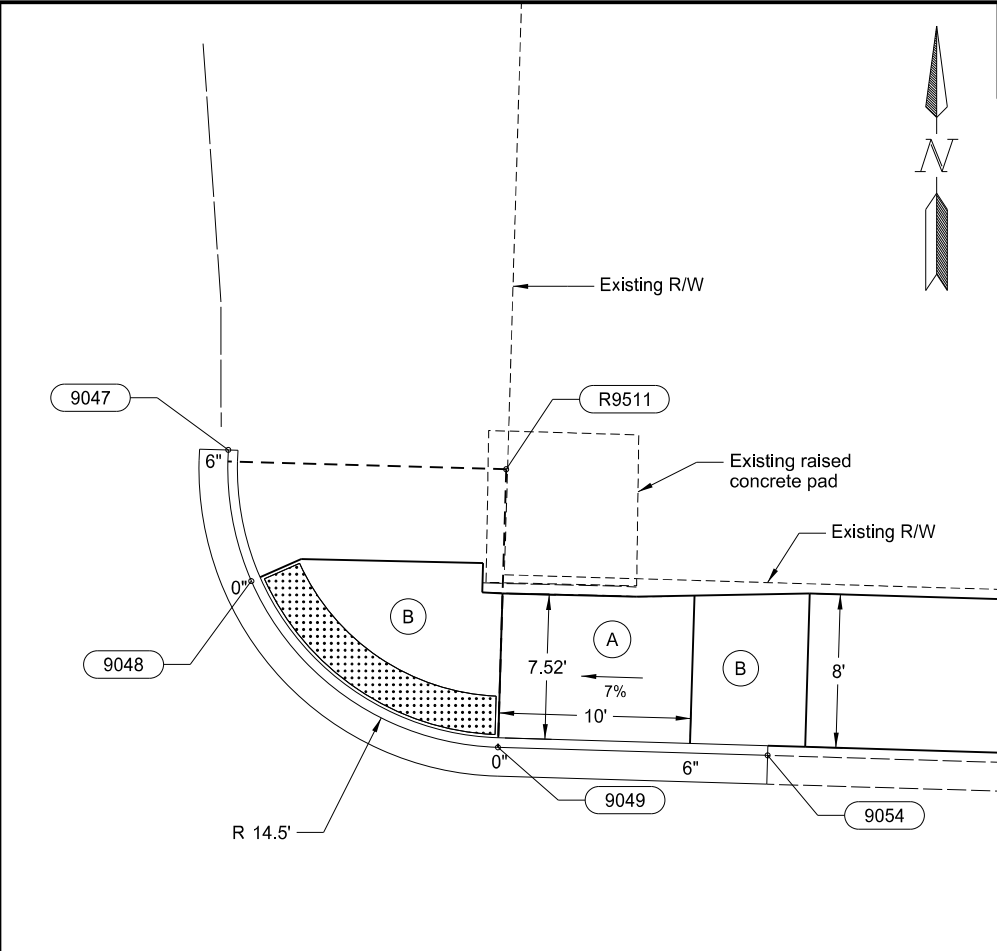 N
Existing R/W
9047
R9511
6"
Existing raised
concrete pad
Existing R/W
0"
B
A
9048
7.52'
B
8'
7%
10'
0"
6"
9049
9054
R 14.5'